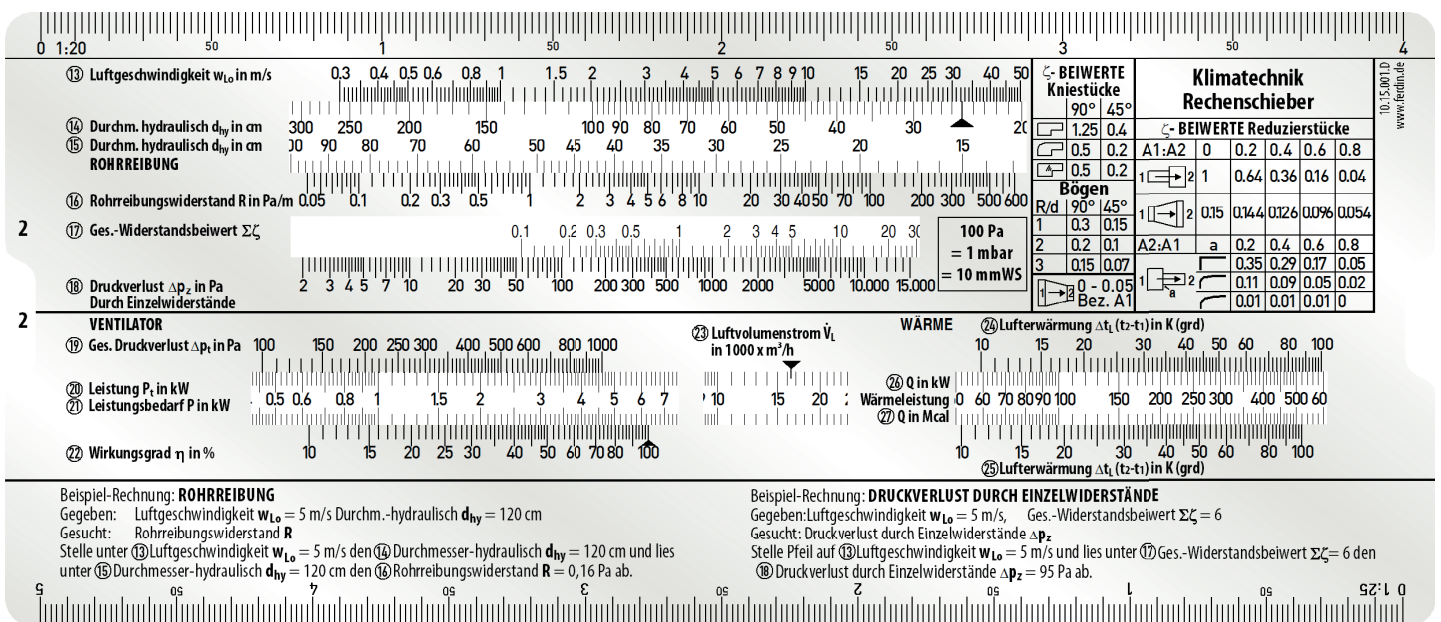 0 1:20 50 1 50 2 50 3 50 4
⑬ Luftgeschwindigkeit wLo in m/s 0.3 0.4 0.5 0.6 0.8 1 1.5 2 3 4 5 6 7 8 9 10 15 20 25 30 40 50
⑭ Durchm. hydraulisch dhy in cm 300 250 200 150 100 90 80 70 60 50 40 30 20
⑮ Durchm. hydraulisch dhy in cm 00 90 80 70 60 50 45 40 35 30 25 20 15
ROHRREIBUNG
⑯ Rohrreibungswiderstand R in Pa/m 0.05 0.1 0.2 0.3 0.5 1 2 3 4 5 6 8 10 20 30 40 50 70 100 200 300 500 600
2 ⑰ Ges.-Widerstandsbeiwert Σζ 0.1 0.2 0.3 0.5 1 2 3 4 5 10 20 30
⑱ Druckverlust Δpz in Pa 2 3 4 5 7 10 20 30 50 100 200 300 500 1000 2000 5000 10.000 15.000
Durch Einzelwiderstände
100 Pa
= 1 mbar
= 10 mmWS
ζ- BEIWERTE
Kniestücke
90° 45°
1.25 0.4
0.5 0.2
0.5 0.2
Bögen
R/d 90° 45°
1 0.3 0.15
2 0.2 0.1
3 0.15 0.07
1 2 0 - 0.05
Bez. A1
Klimatechnik
Rechenschieber
ζ- BEIWERTE Reduzierstücke
A1:A2 0 0.2 0.4 0.6 0.8
1 2 1 0.64 0.36 0.16 0.04
1 2 0.15 0.144 0.126 0.096 0.054
A2:A1 a 0.2 0.4 0.6 0.8
0.35 0.29 0.17 0.05
1 2 0.11 0.09 0.05 0.02
a 0.01 0.01 0.01 0
10.15.001.D
www.ferdin.de
2 VENTILATOR
⑲ Ges. Druckverlust Δpt in Pa 100 150 200 250 300 400 500 600 800 1000
⑳ Leistung Pt in kW
㉑ Leistungsbedarf P in kW 0.5 0.6 0.8 1 1.5 2 3 4 5 6 7
㉒ Wirkungsgrad η in % 10 15 20 25 30 40 50 60 70 80 100
㉓ Luftvolumenstrom V̇L
in 1000 x m³/h
10 15 20
WÄRME ㉔ Lufterwärmung ΔtL (t2-t1) in K (grd)
10 15 20 30 40 50 60 80 100
㉖ Q in kW
Wärmeleistung 0 60 70 80 90 100 150 200 250 300 400 500 60
㉗ Q in Mcal
10 15 20 30 40 50 60 80 100
㉕ Lufterwärmung ΔtL (t2-t1) in K (grd)
Beispiel-Rechnung: ROHRREIBUNG
Gegeben: Luftgeschwindigkeit wLo = 5 m/s Durchm.-hydraulisch dhy = 120 cm
Gesucht: Rohrreibungswiderstand R
Stelle unter ⑬ Luftgeschwindigkeit wLo = 5 m/s den ⑭ Durchmesser-hydraulisch dhy = 120 cm und lies
unter ⑮ Durchmesser-hydraulisch dhy = 120 cm den ⑯ Rohrreibungswiderstand R = 0,16 Pa ab.
Beispiel-Rechnung: DRUCKVERLUST DURCH EINZELWIDERSTÄNDE
Gegeben:Luftgeschwindigkeit wLo = 5 m/s, Ges.-Widerstandsbeiwert Σζ = 6
Gesucht: Druckverlust durch Einzelwiderstände Δpz
Stelle Pfeil auf ⑬ Luftgeschwindigkeit wLo = 5 m/s und lies unter ⑰ Ges.-Widerstandsbeiwert Σζ = 6 den
⑱ Druckverlust durch Einzelwiderstände Δpz = 95 Pa ab.
0 1:25 50 1 50 2 50 3 50 4 50 5